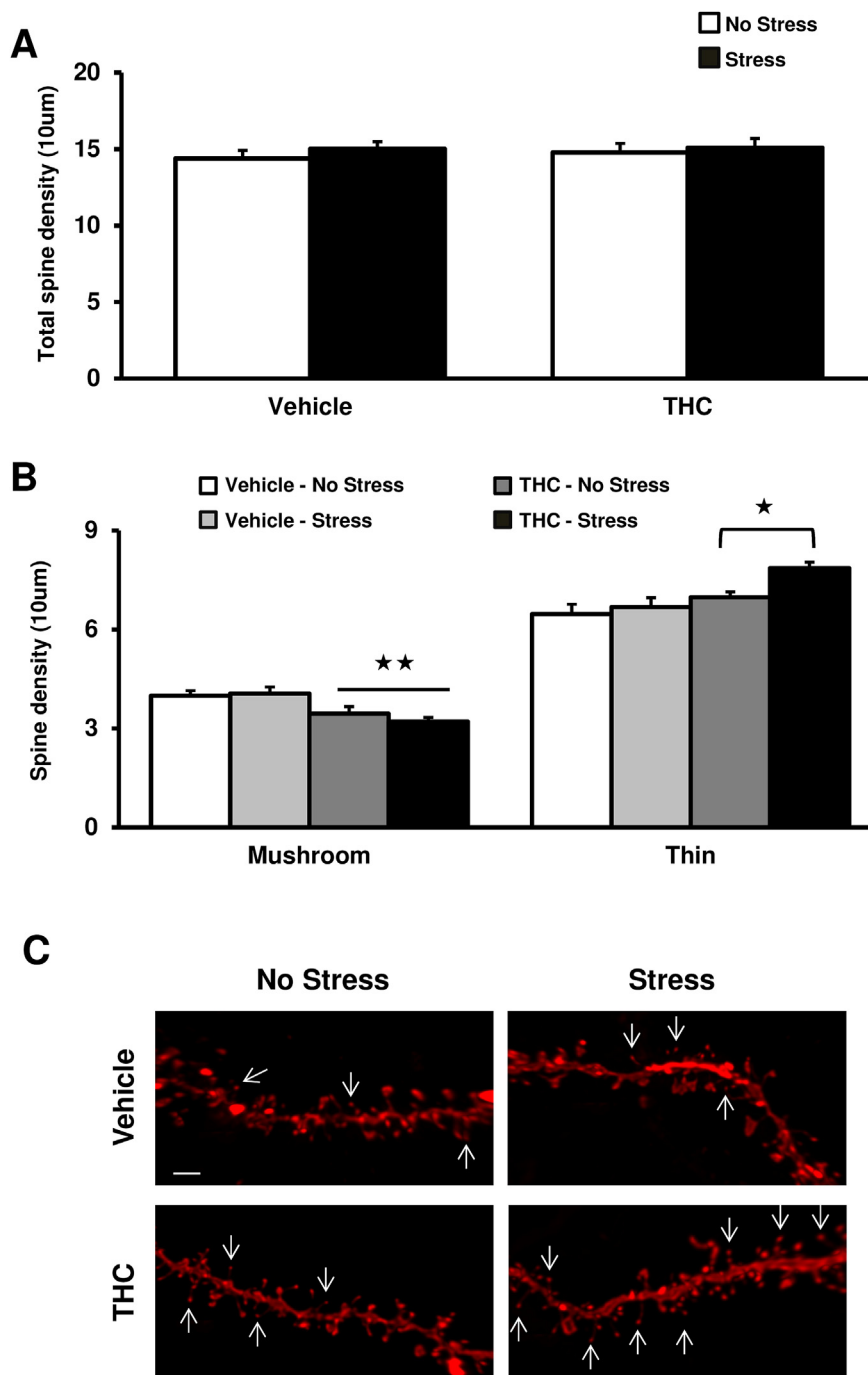 A
No Stress
Stress
Total spine density (10um)
20
15
10
5
0
Vehicle
THC
B
Vehicle - No Stress
THC - No Stress
Vehicle - Stress
THC - Stress
Spine density (10um)
9
6
3
0
★★
★
Mushroom
Thin
C
No Stress
Stress
Vehicle
THC